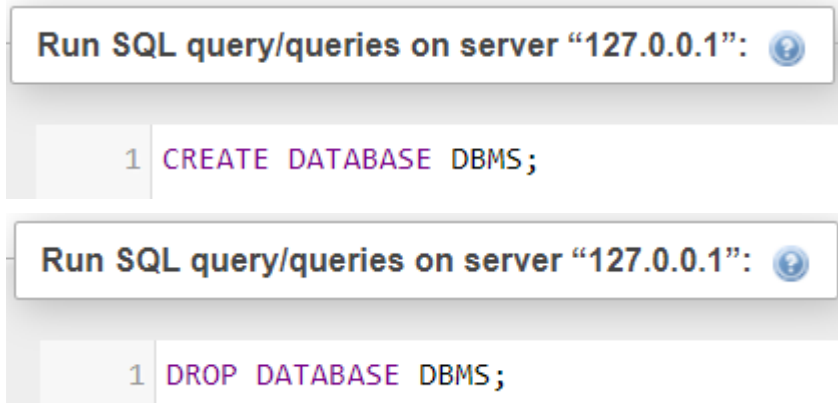 Run SQL query/queries on server “127.0.0.1”:
1 CREATE DATABASE DBMS;
Run SQL query/queries on server “127.0.0.1”:
1 DROP DATABASE DBMS;